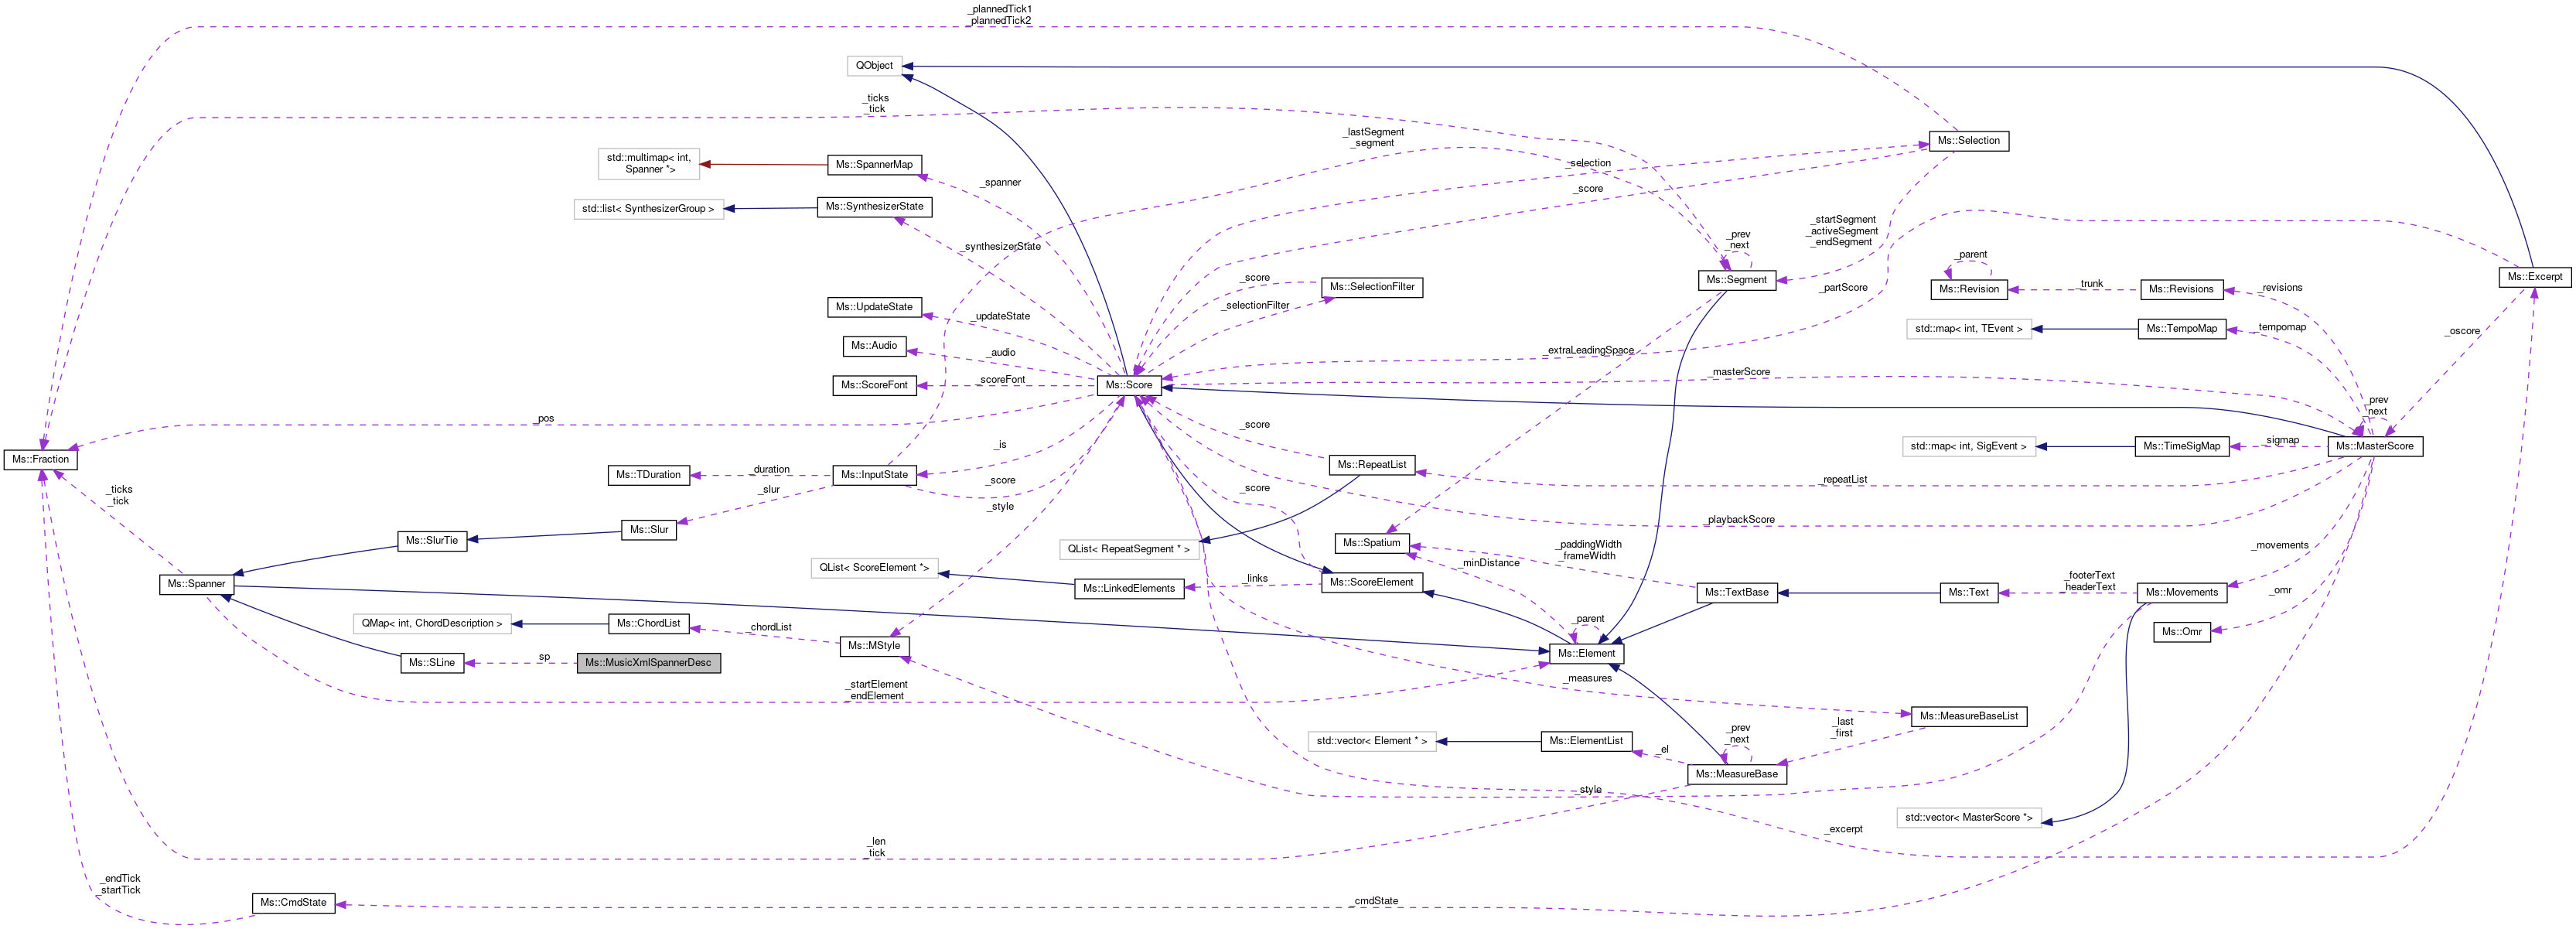 _plannedTick1
_plannedTick2
QObject
_ticks
_tick
_lastSegment
_segment
Ms::Selection
std::multimap< int,
Spanner *>
Ms::SpannerMap
_selection
_spanner
_score
std::list< SynthesizerGroup >
Ms::SynthesizerState
_startSegment
_activeSegment
_endSegment
_synthesizerState
_prev
_next
_parent
_score
Ms::SelectionFilter
Ms::Segment
_partScore
Ms::Revision
_trunk
Ms::Revisions
_revisions
Ms::Excerpt
Ms::UpdateState
_updateState
_selectionFilter
std::map< int, TEvent >
Ms::TempoMap
_tempomap
_oscore
Ms::Audio
_audio
_extraLeadingSpace
Ms::ScoreFont
_scoreFont
Ms::Score
_masterScore
_pos
_score
_prev
_next
Ms::Fraction
_is
std::map< int, SigEvent >
Ms::TimeSigMap
_sigmap
Ms::MasterScore
Ms::TDuration
_duration
Ms::InputState
Ms::RepeatList
_repeatList
_ticks
_tick
_slur
_score
_score
_style
Ms::Slur
_playbackScore
Ms::SlurTie
QList< RepeatSegment * >
Ms::Spatium
_paddingWidth
_frameWidth
_movements
QList< ScoreElement *>
_minDistance
Ms::Spanner
Ms::LinkedElements
_links
Ms::ScoreElement
Ms::TextBase
Ms::Text
_footerText
_headerText
Ms::Movements
_omr
QMap< int, ChordDescription >
Ms::ChordList
_chordList
_parent
Ms::Omr
Ms::MStyle
Ms::Element
Ms::SLine
sp
Ms::MusicXmlSpannerDesc
_startElement
_endElement
_measures
Ms::MeasureBaseList
_prev
_next
_last
_first
std::vector< Element * >
Ms::ElementList
_el
Ms::MeasureBase
_style
std::vector< MasterScore *>
_excerpt
_len
_tick
_endTick
_startTick
Ms::CmdState
_cmdState